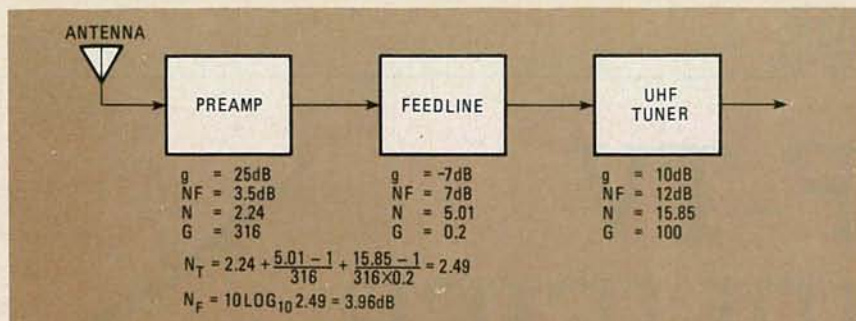 ANTENNA
PREAMP
FEEDLINE
UHF
TUNER
g = 25dB
NF = 3.5dB
N = 2.24
G = 316
g = -7dB
NF = 7dB
N = 5.01
G = 0.2
g = 10dB
NF = 12dB
N = 15.85
G = 100
N_T = 2.24 + (5.01 - 1)/316 + (15.85 - 1)/(316×0.2) = 2.49
N_F = 10 LOG₁₀ 2.49 = 3.96dB